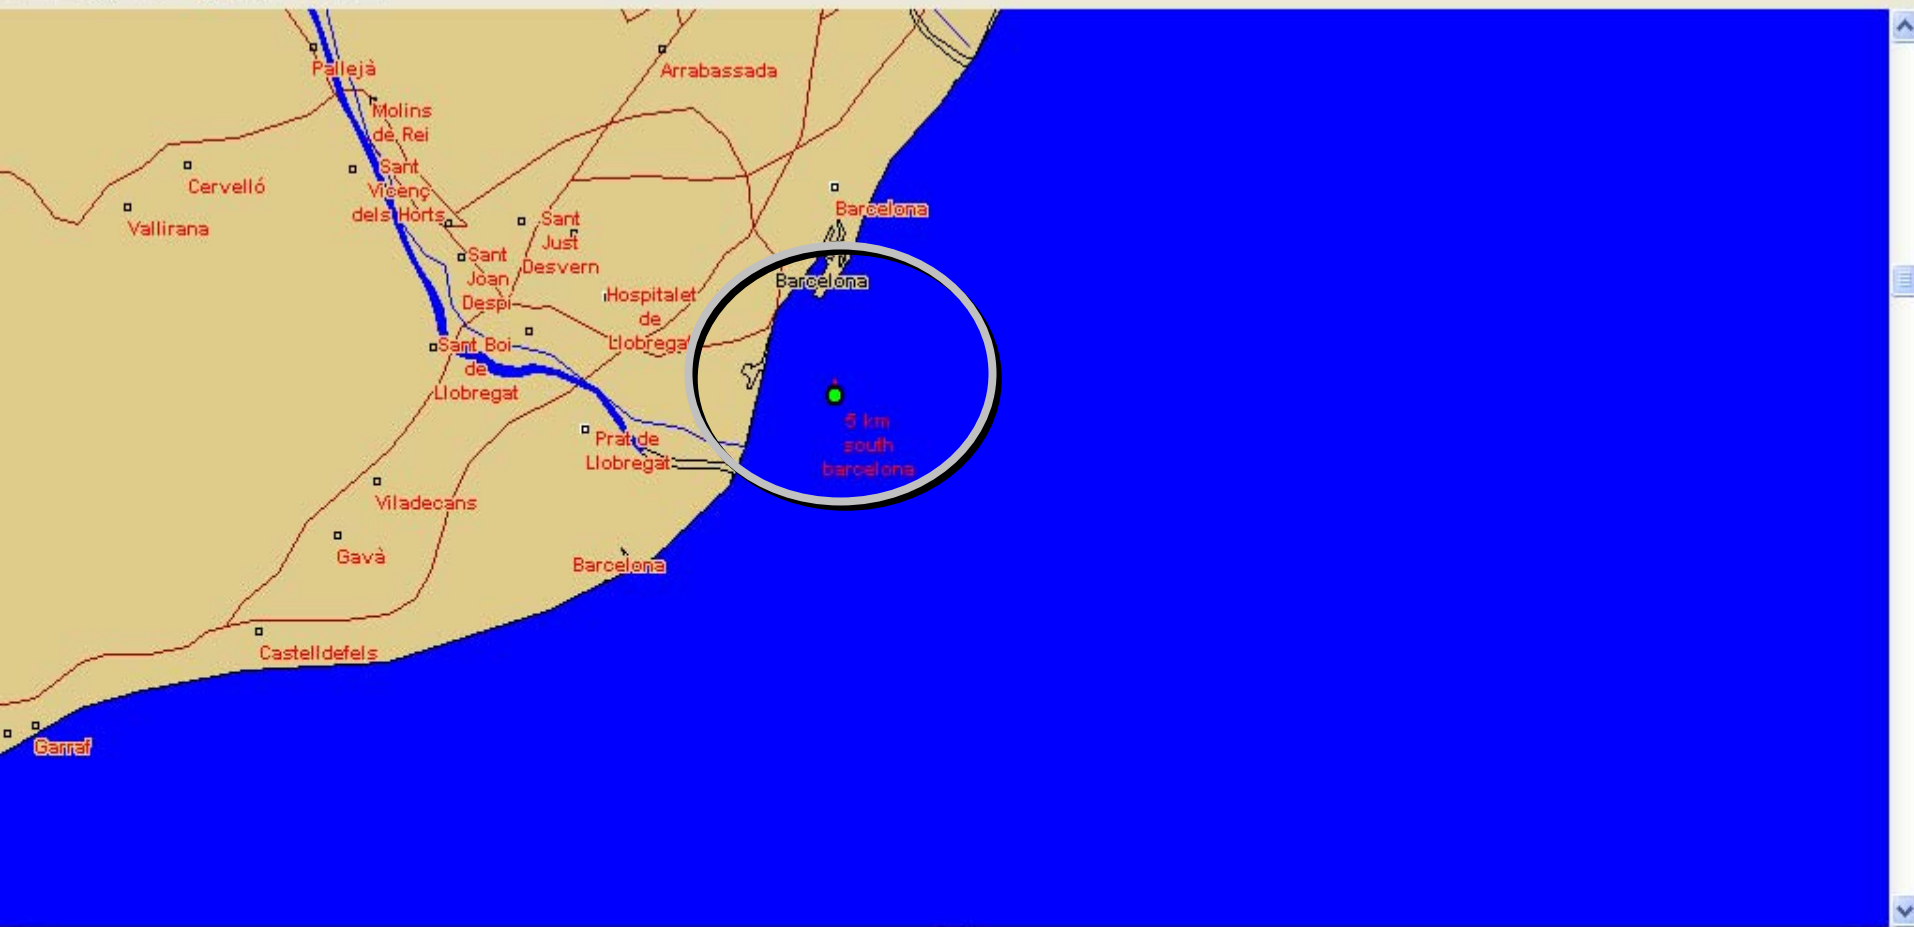 Pallejà
Arrabassada
Molins
de Rei
Sant
Vicenç
dels Horts
Cervelló
Vallirana
Barcelona
Sant
Just
Desvern
Sant
Joan
Despi
Barcelona
Hospitalet
de
Llobregat
Sant Boi
de
Llobregat
5 km
south
barcelona
Prat de
Llobregat
Viladecans
Gavà
Barcelona
Castelldefels
Garraf